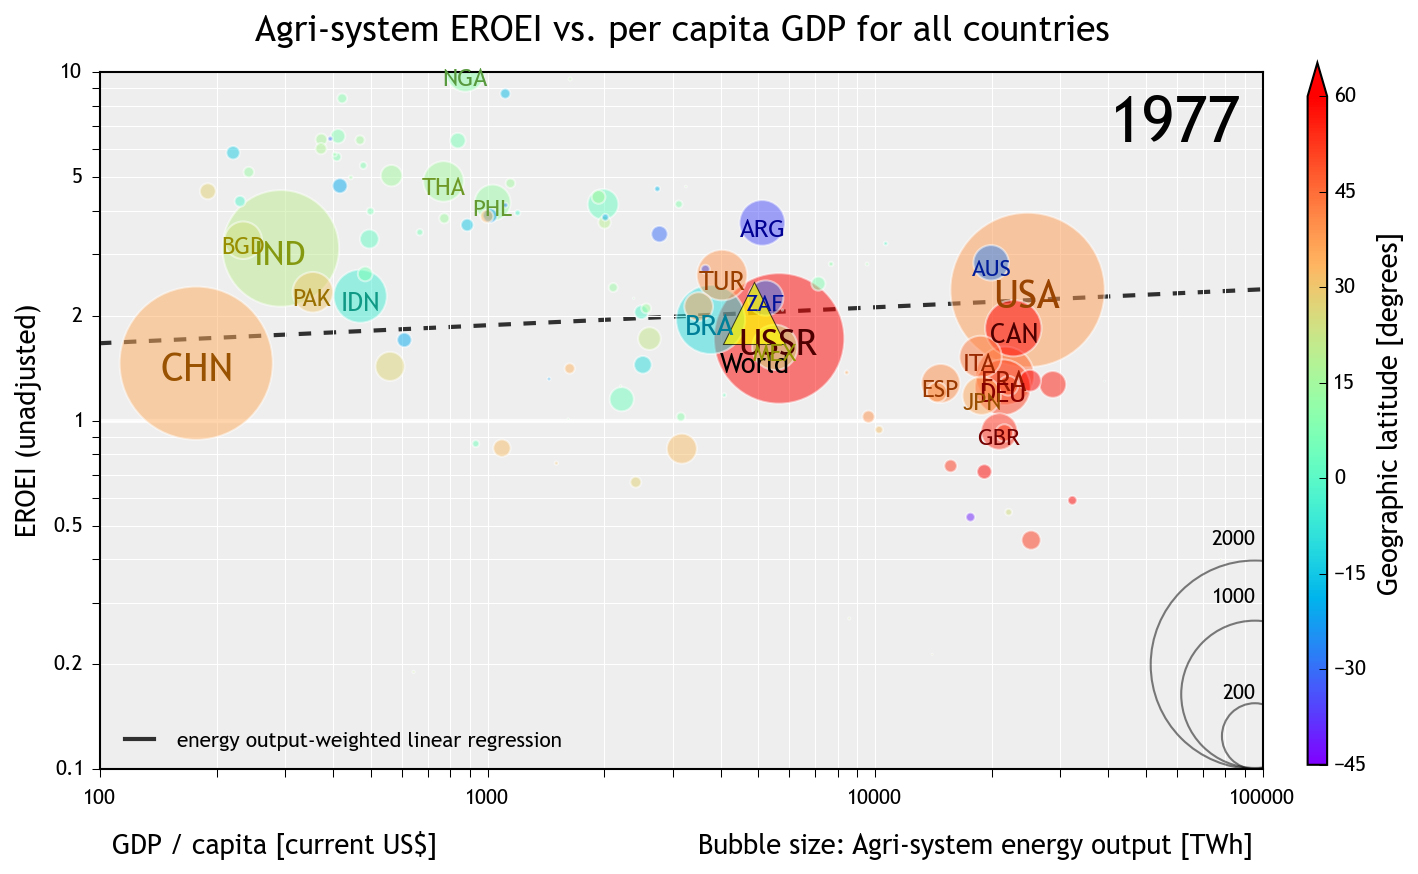 Agri-system EROEI vs. per capita GDP for all countries
1977
EROEI (unadjusted)
10
5
2
1
0.5
0.2
0.1
NGA
THA
PHL
BGD
IND
PAK
IDN
CHN
ARG
TUR
ZAF
BRA
USSR
MEX
World
AUS
USA
CAN
ITA
FRA
ESP
DEU
JPN
GBR
2000
1000
200
energy output-weighted linear regression
100
1000
10000
100000
GDP / capita [current US$]
Bubble size: Agri-system energy output [TWh]
60
45
30
15
0
−15
−30
−45
Geographic latitude [degrees]